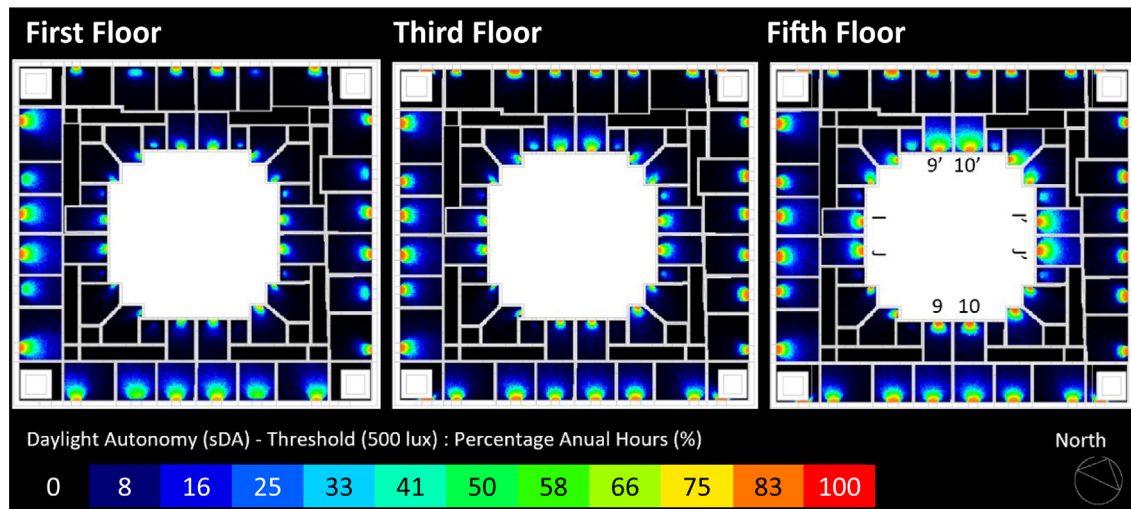 First Floor
Third Floor
Fifth Floor
9' 10'
I
I'
J
J'
9 10
Daylight Autonomy (sDA) - Threshold (500 lux) : Percentage Anual Hours (%)
North
0 8 16 25 33 41 50 58 66 75 83 100